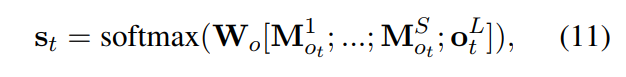 s_t = softmax(W_o[M^1_{o_t}; ...; M^S_{o_t}; o^L_t]), (11)